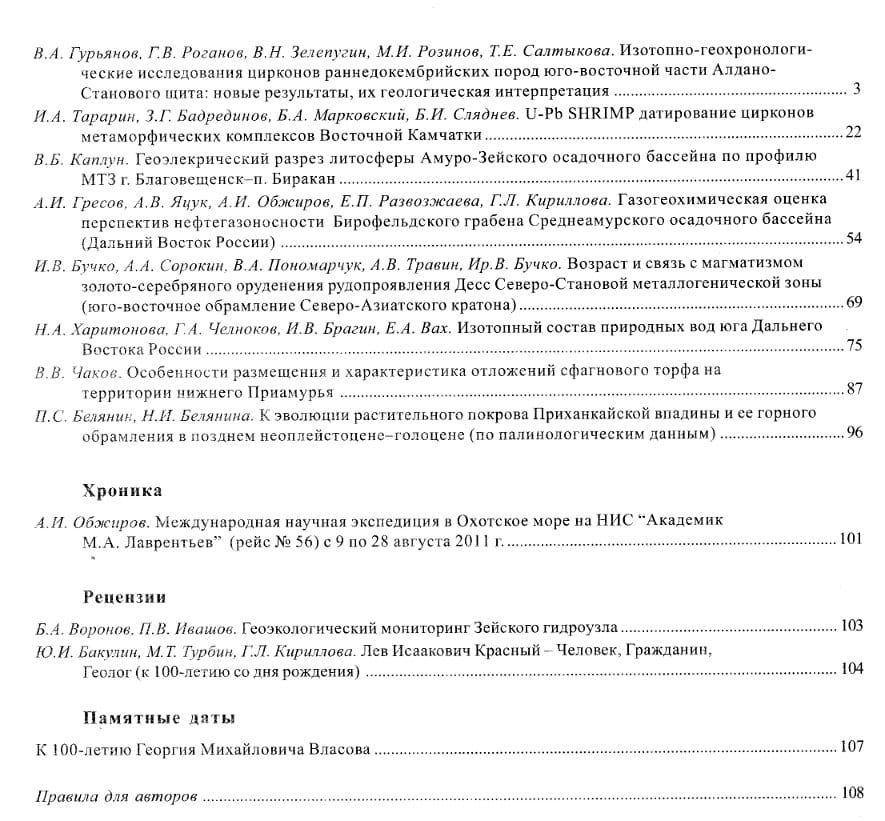 В.А. Гурьянов, Г.В. Роганов, В.Н. Зелепугин, М.И. Розинов, Т.Е. Салтыкова. Изотопно-геохронологи-
ческие исследования цирконов раннедокембрийских пород юго-восточной части Алдано-
Станового щита: новые результаты, их геологическая интерпретация 3
И.А. Тарарин, З.Г. Бадрединов, Б.А. Марковский, Б.И. Сляднев. U-Pb SHRIMP датирование цирконов
метаморфических комплексов Восточной Камчатки 22
В.Б. Каплун. Геоэлекрический разрез литосферы Амуро-Зейского осадочного бассейна по профилю
МТЗ г. Благовещенск–п. Биракан 41
А.И. Гресов, А.В. Яцук, А.И. Обжиров, Е.П. Развозжаева, Г.Л. Кириллова. Газогеохимическая оценка
перспектив нефтегазоносности Бирофельдского грабена Среднеамурского осадочного бассейна
(Дальний Восток России) 54
И.В. Бучко, А.А. Сорокин, В.А. Пономарчук, А.В. Травин, Ир.В. Бучко. Возраст и связь с магматизмом
золото-серебряного оруденения рудопроявления Десс Северо-Становой металлогенической зоны
(юго-восточное обрамление Северо-Азиатского кратона) 69
Н.А. Харитонова, Г.А. Челноков, И.В. Брагин, Е.А. Вах. Изотопный состав природных вод юга Дальнего
Востока России 75
В.В. Чаков. Особенности размещения и характеристика отложений сфагнового торфа на
территории нижнего Приамурья 87
П.С. Белянин, Н.И. Белянина. К эволюции растительного покрова Приханкайской впадины и ее горного
обрамления в позднем неоплейстоцене–голоцене (по палинологическим данным) 96
Хроника
А.И. Обжиров. Международная научная экспедиция в Охотское море на НИС “Академик
М.А. Лаврентьев” (рейс № 56) с 9 по 28 августа 2011 г. 101
Рецензии
Б.А. Воронов, П.В. Ивашов. Геоэкологический мониторинг Зейского гидроузла 103
Ю.И. Бакулин, М.Т. Турбин, Г.Л. Кириллова. Лев Исаакович Красный – Человек, Гражданин,
Геолог (к 100-летию со дня рождения) 104
Памятные даты
К 100-летию Георгия Михайловича Власова 107
Правила для авторов 108